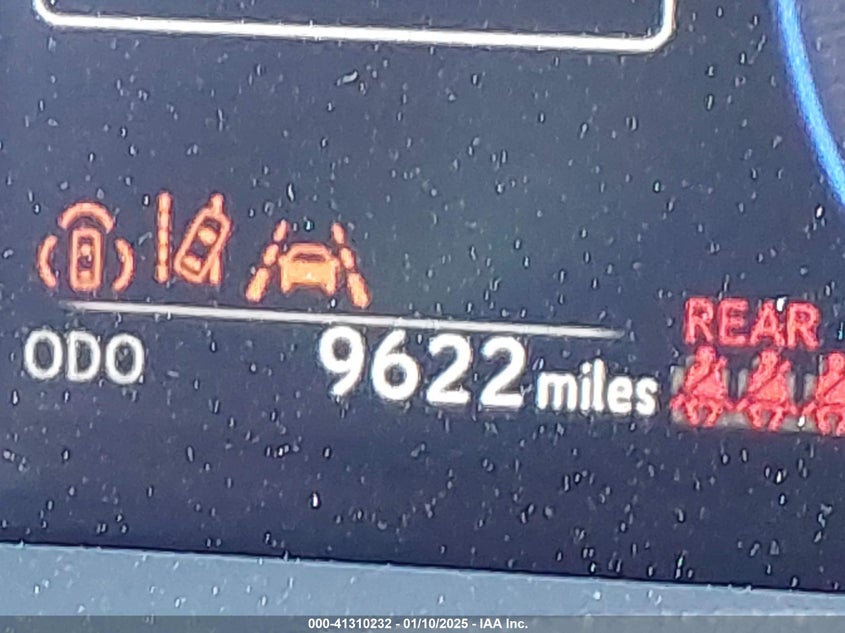 REAR
ODO 9622 miles
000-41310232 - 01/10/2025 - IAA Inc.